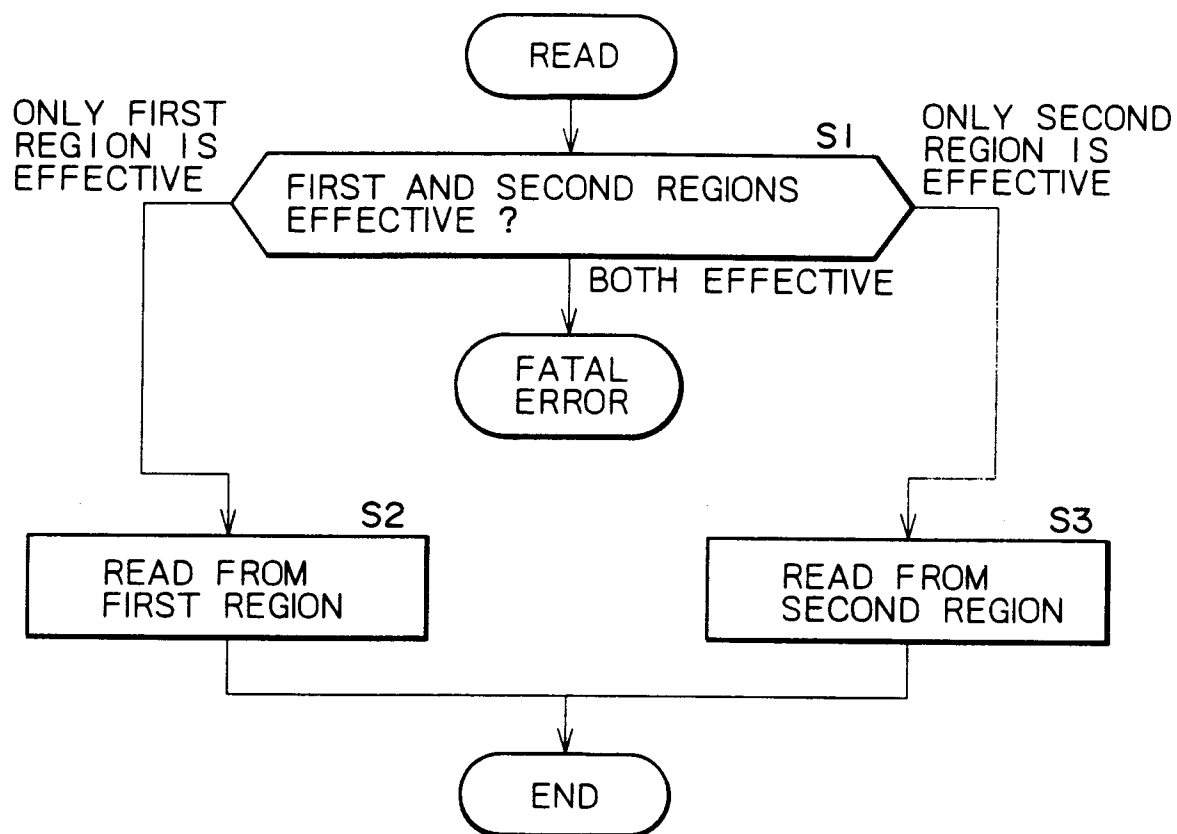 READ
ONLY FIRST
REGION IS
EFFECTIVE
S1
ONLY SECOND
REGION IS
EFFECTIVE
FIRST AND SECOND REGIONS
EFFECTIVE ?
BOTH EFFECTIVE
FATAL
ERROR
S2
READ FROM
FIRST REGION
S3
READ FROM
SECOND REGION
END